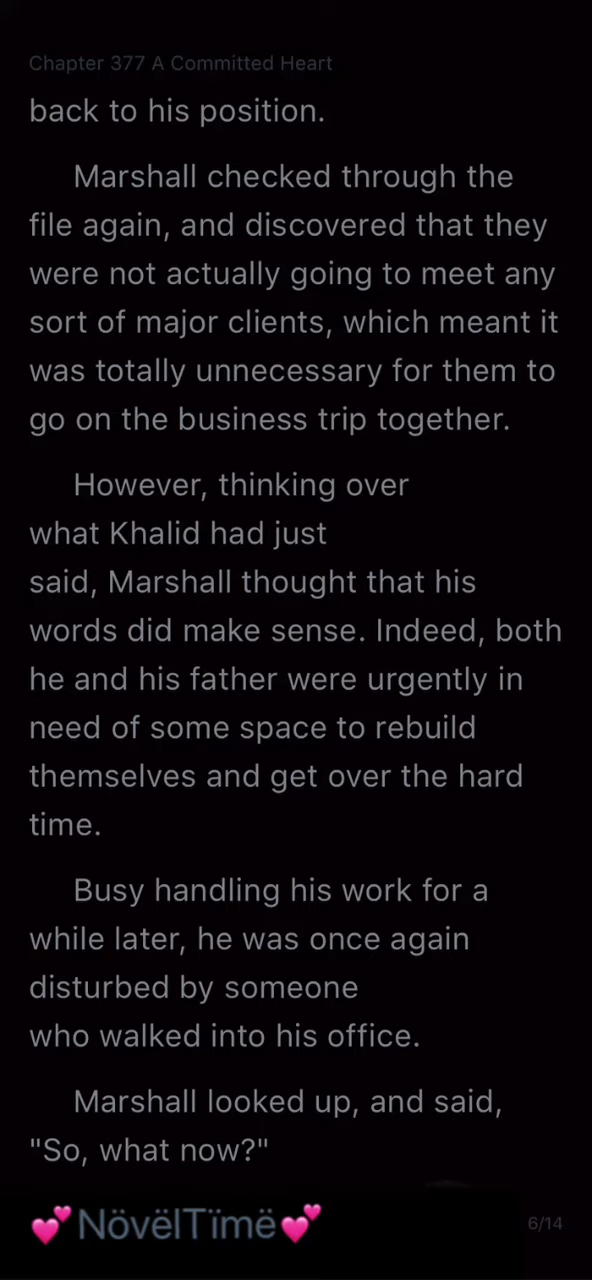 Chapter 377 A Committed Heart
back to his position.
Marshall checked through the
file again, and discovered that they
were not actually going to meet any
sort of major clients, which meant it
was totally unnecessary for them to
go on the business trip together.
However, thinking over
what Khalid had just
said, Marshall thought that his
words did make sense. Indeed, both
he and his father were urgently in
need of some space to rebuild
themselves and get over the hard
time.
Busy handling his work for a
while later, he was once again
disturbed by someone
who walked into his office.
Marshall looked up, and said,
"So, what now?"
💕NövëlTïmë💕
6/14